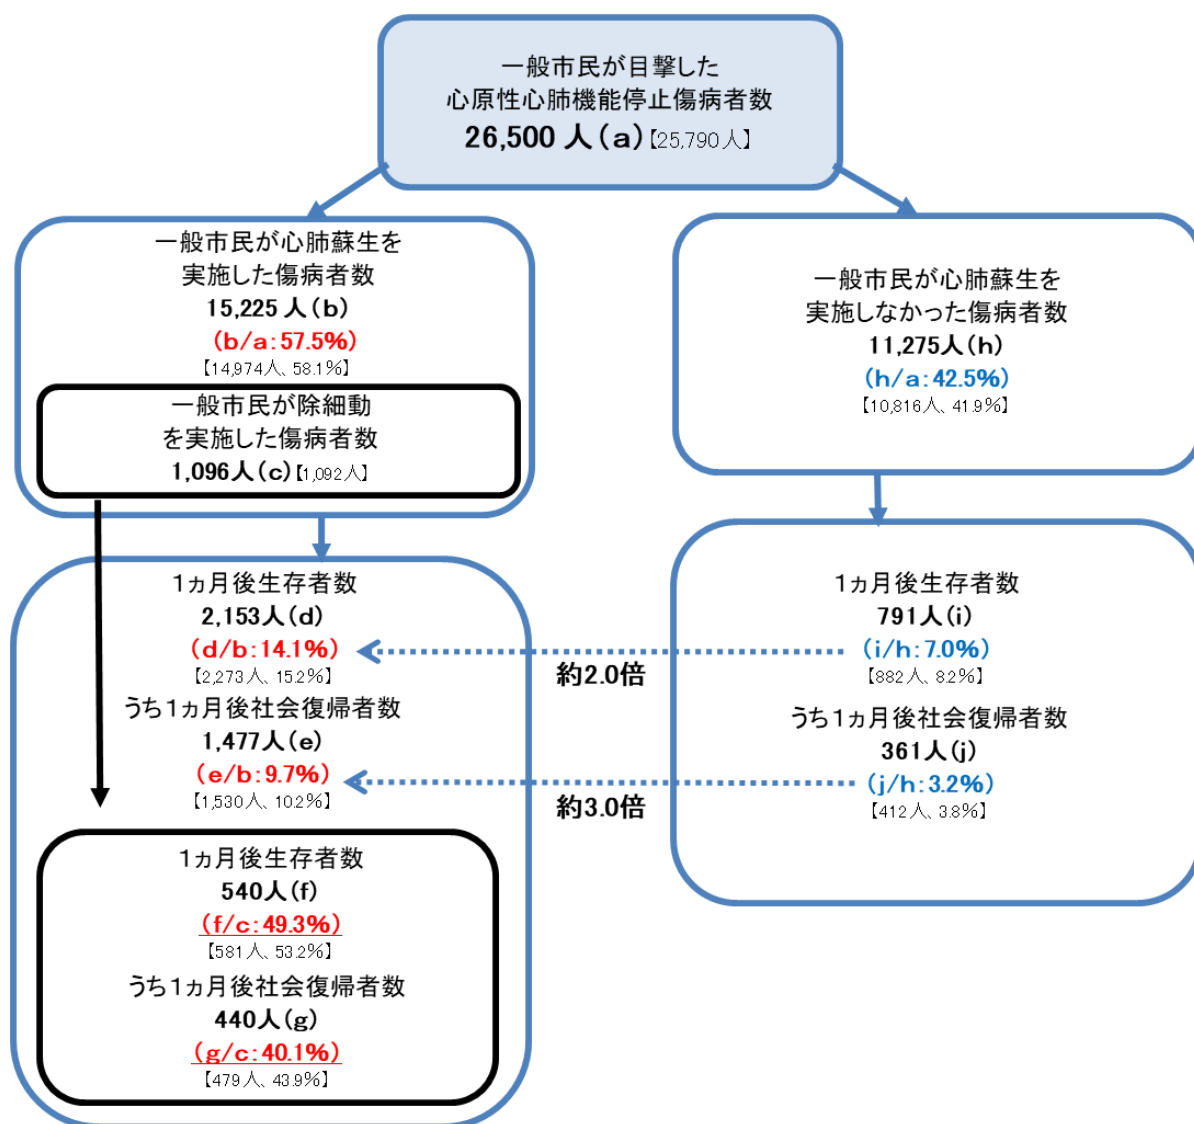 一般市民が目撃した
心原性心肺機能停止傷病者数
26,500 人(a)【25,790人】
一般市民が心肺蘇生を
実施した傷病者数
15,225 人(b)
(b/a:57.5%)
【14,974人、58.1%】
一般市民が除細動
を実施した傷病者数
1,096人(c)【1,092人】
一般市民が心肺蘇生を
実施しなかった傷病者数
11,275人(h)
(h/a:42.5%)
【10,816人、41.9%】
1ヵ月後生存者数
2,153人(d)
(d/b:14.1%)
【2,273人、15.2%】
うち1ヵ月後社会復帰者数
1,477人(e)
(e/b:9.7%)
【1,530人、10.2%】
約2.0倍
約3.0倍
1ヵ月後生存者数
791人(i)
(i/h:7.0%)
【882人、8.2%】
うち1ヵ月後社会復帰者数
361人(j)
(j/h:3.2%)
【412人、3.8%】
1ヵ月後生存者数
540人(f)
(f/c:49.3%)
【581人、53.2%】
うち1ヵ月後社会復帰者数
440人(g)
(g/c:40.1%)
【479人、43.9%】